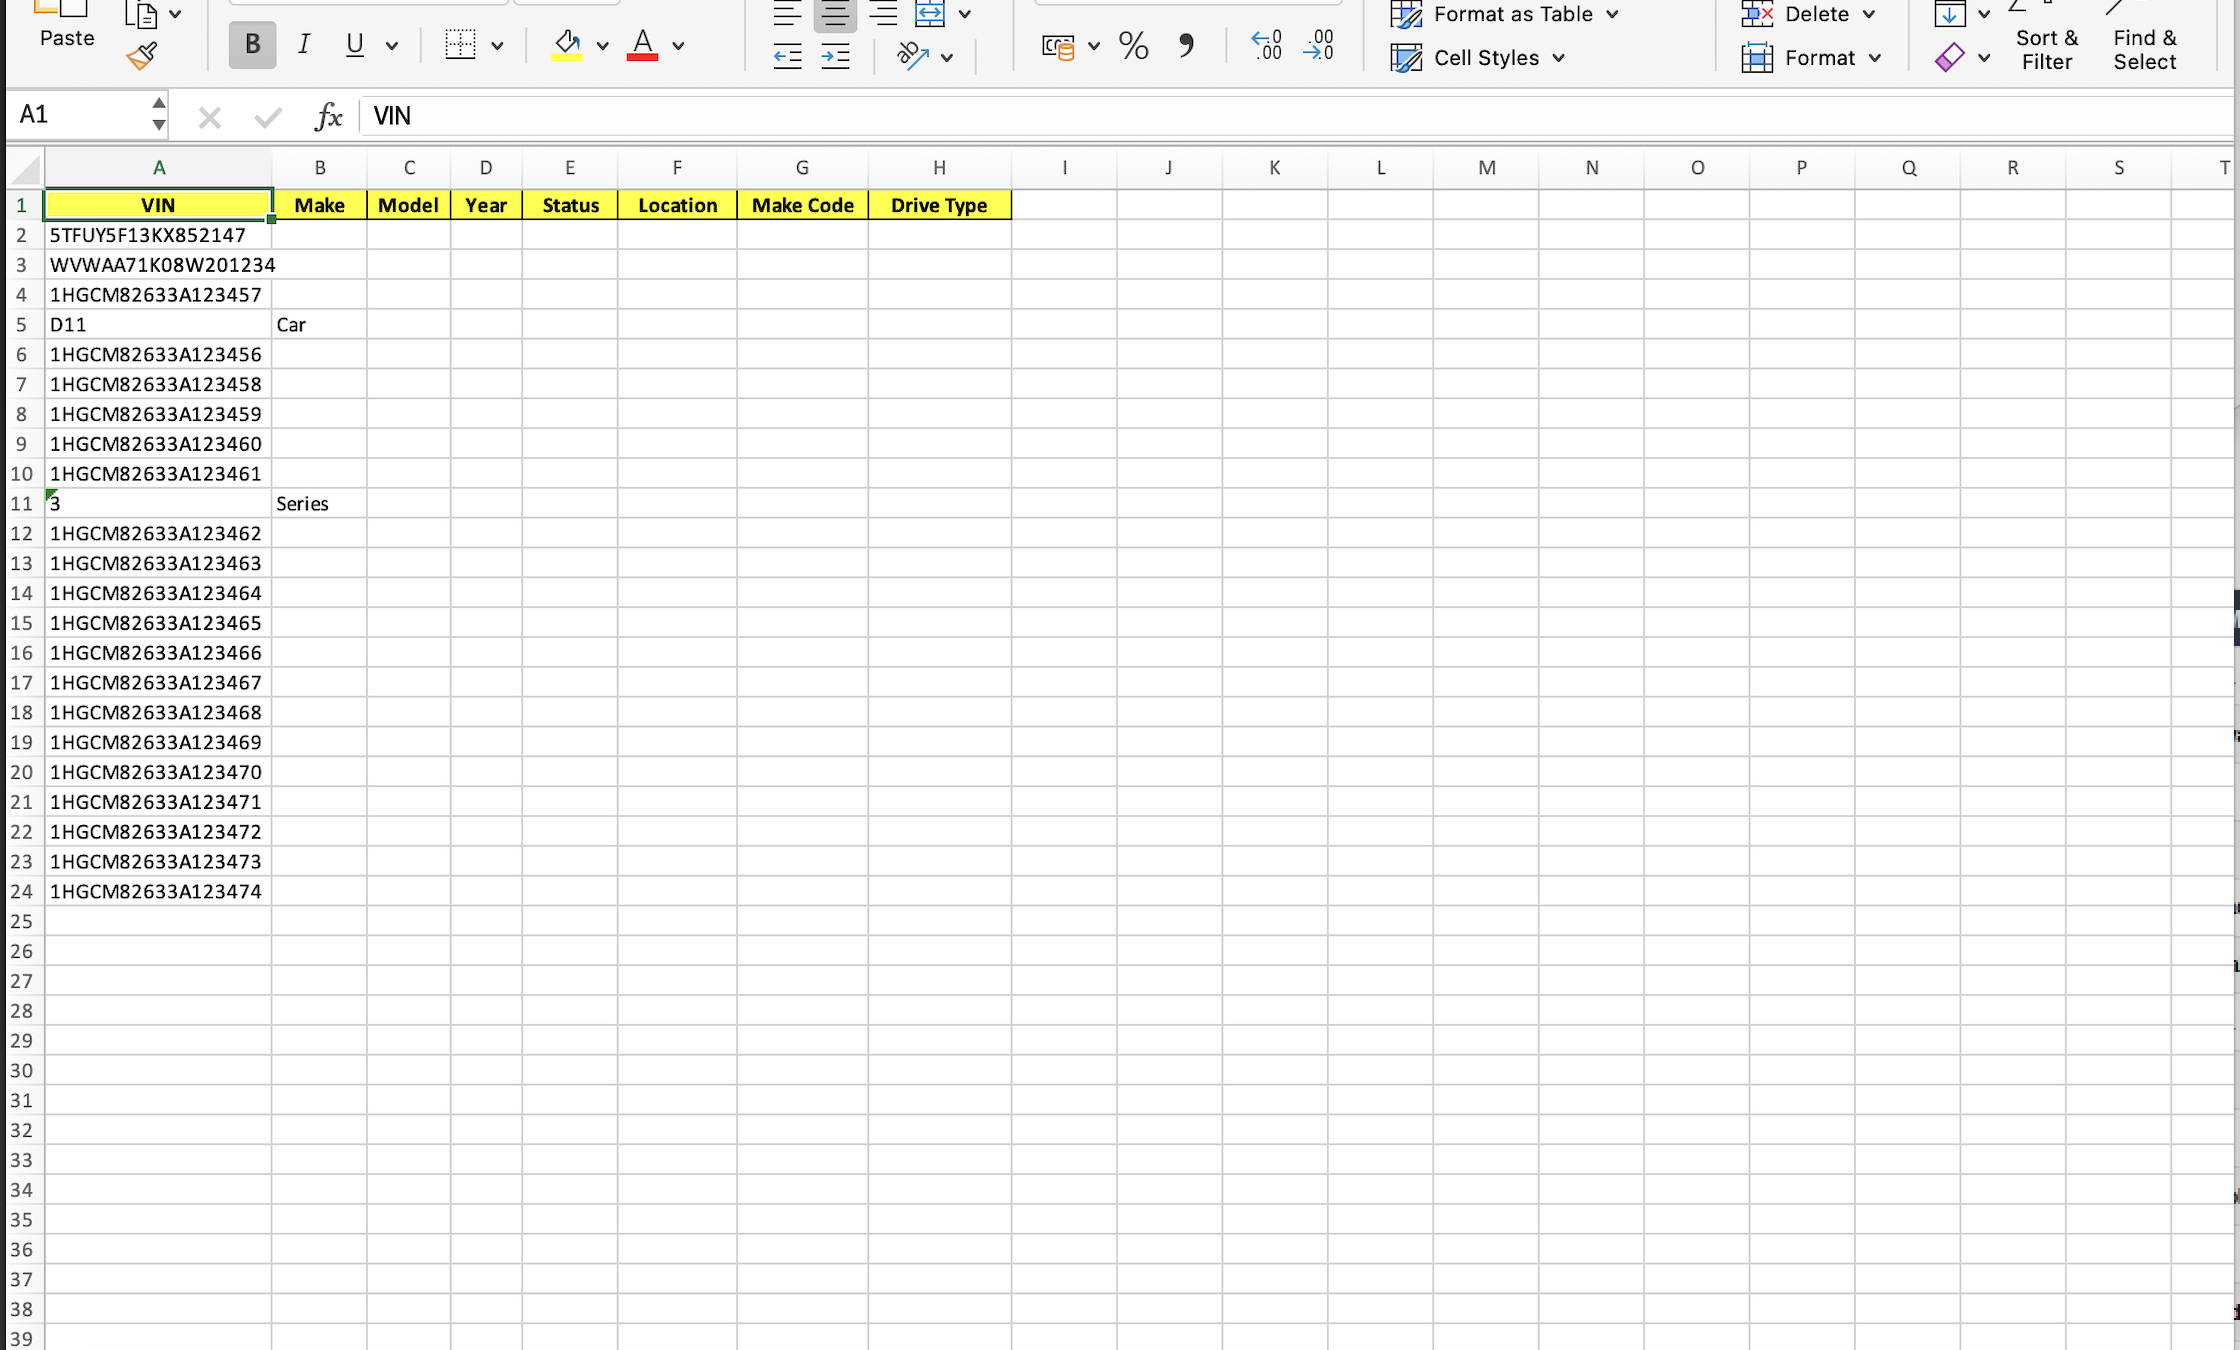 Paste
B I U A
% .00 .00
Format as Table
Cell Styles
Delete
Format
Sort &
Filter
Find &
Select
A1 fx VIN
A B C D E F G H I J K L M N O P Q R S T
1 VIN Make Model Year Status Location Make Code Drive Type
2 5TFUY5F13KX852147
3 WVWAA71K08W201234
4 1HGCM82633A123457
5 D11 Car
6 1HGCM82633A123456
7 1HGCM82633A123458
8 1HGCM82633A123459
9 1HGCM82633A123460
10 1HGCM82633A123461
11 3 Series
12 1HGCM82633A123462
13 1HGCM82633A123463
14 1HGCM82633A123464
15 1HGCM82633A123465
16 1HGCM82633A123466
17 1HGCM82633A123467
18 1HGCM82633A123468
19 1HGCM82633A123469
20 1HGCM82633A123470
21 1HGCM82633A123471
22 1HGCM82633A123472
23 1HGCM82633A123473
24 1HGCM82633A123474
25
26
27
28
29
30
31
32
33
34
35
36
37
38
39